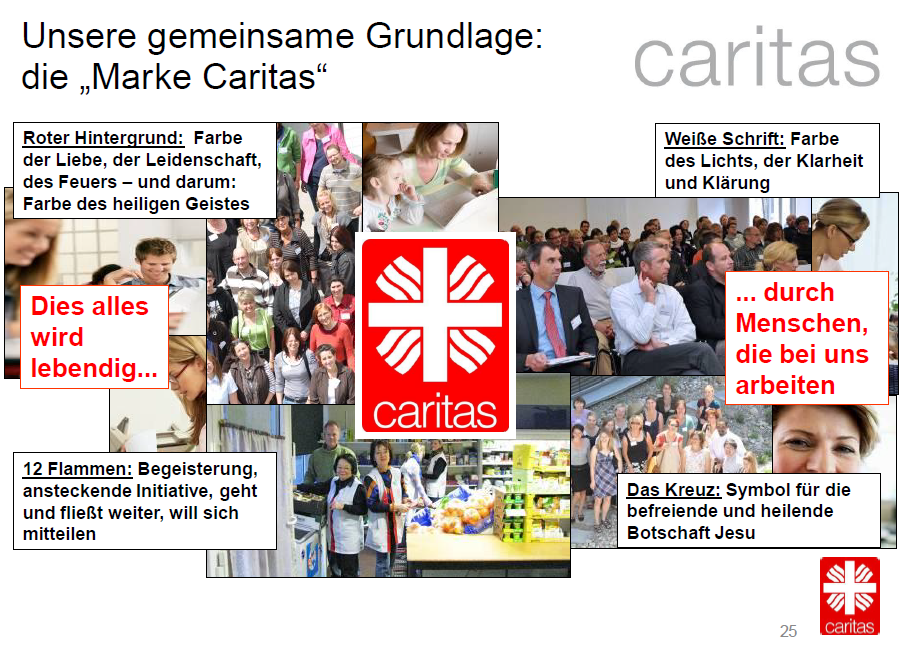 Unsere gemeinsame Grundlage:
die „Marke Caritas“
caritas
Roter Hintergrund: Farbe
der Liebe, der Leidenschaft,
des Feuers – und darum:
Farbe des heiligen Geistes
Weiße Schrift: Farbe
des Lichts, der Klarheit
und Klärung
Dies alles
wird
lebendig...
... durch
Menschen,
die bei uns
arbeiten
caritas
12 Flammen: Begeisterung,
ansteckende Initiative, geht
und fließt weiter, will sich
mitteilen
Das Kreuz: Symbol für die
befreiende und heilende
Botschaft Jesu
25
caritas